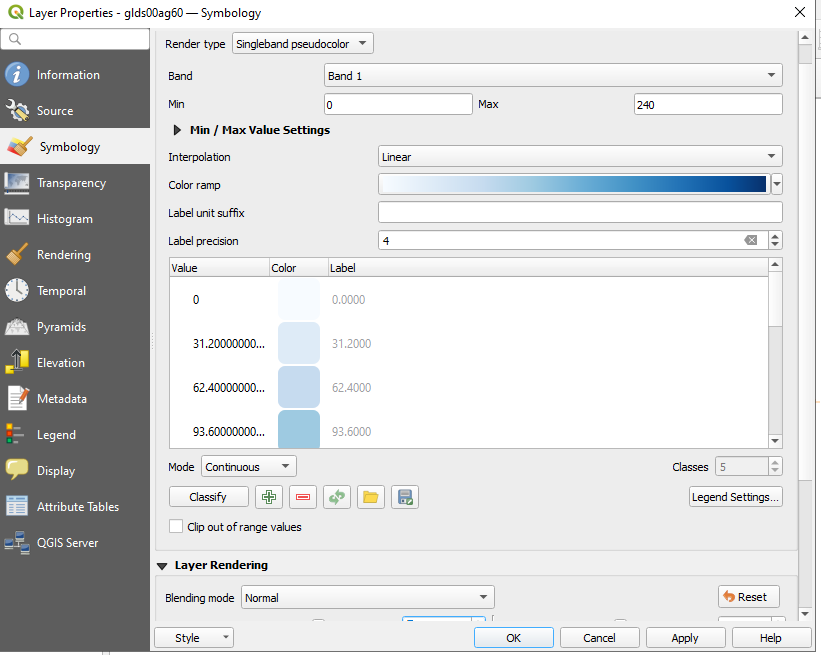 Layer Properties - glds00ag60 — Symbology
Information
Source
Symbology
Transparency
Histogram
Rendering
Temporal
Pyramids
Elevation
Metadata
Legend
Display
Attribute Tables
QGIS Server
Render type Singleband pseudocolor
Band Band 1
Min 0 Max 240
Min / Max Value Settings
Interpolation Linear
Color ramp
Label unit suffix
Label precision 4
Value Color Label
0 0.0000
31.20000000... 31.2000
62.40000000... 62.4000
93.60000000... 93.6000
Mode Continuous Classes 5
Classify Legend Settings...
Clip out of range values
Layer Rendering
Blending mode Normal Reset
Style OK Cancel Apply Help